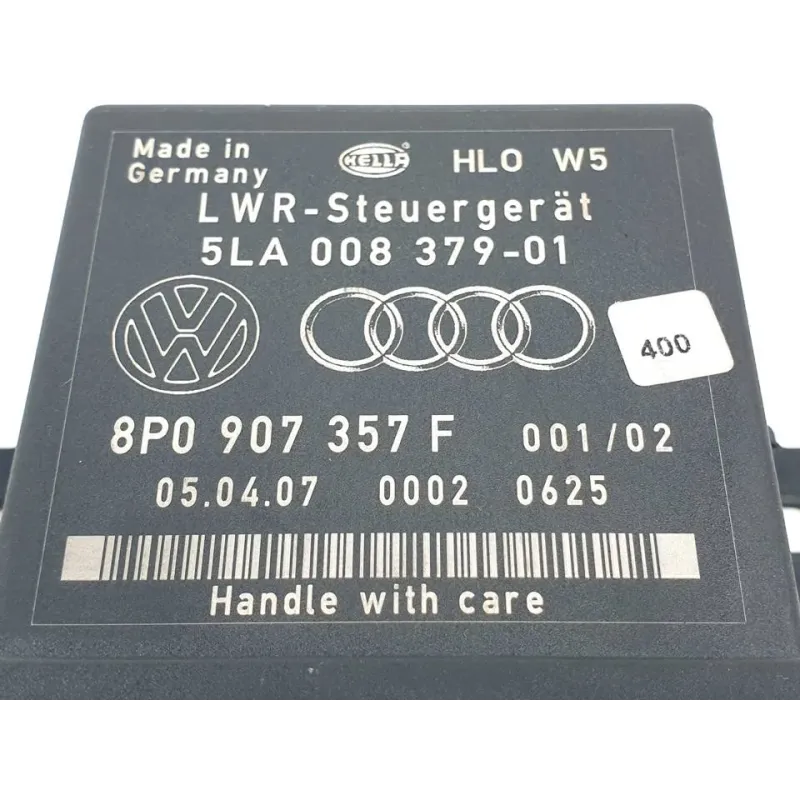 Made in
Germany
HELLA
HLO W5
LWR-Steuergerät
5LA 008 379-01
400
8P0 907 357 F 001/02
05.04.07 0002 0625
Handle with care